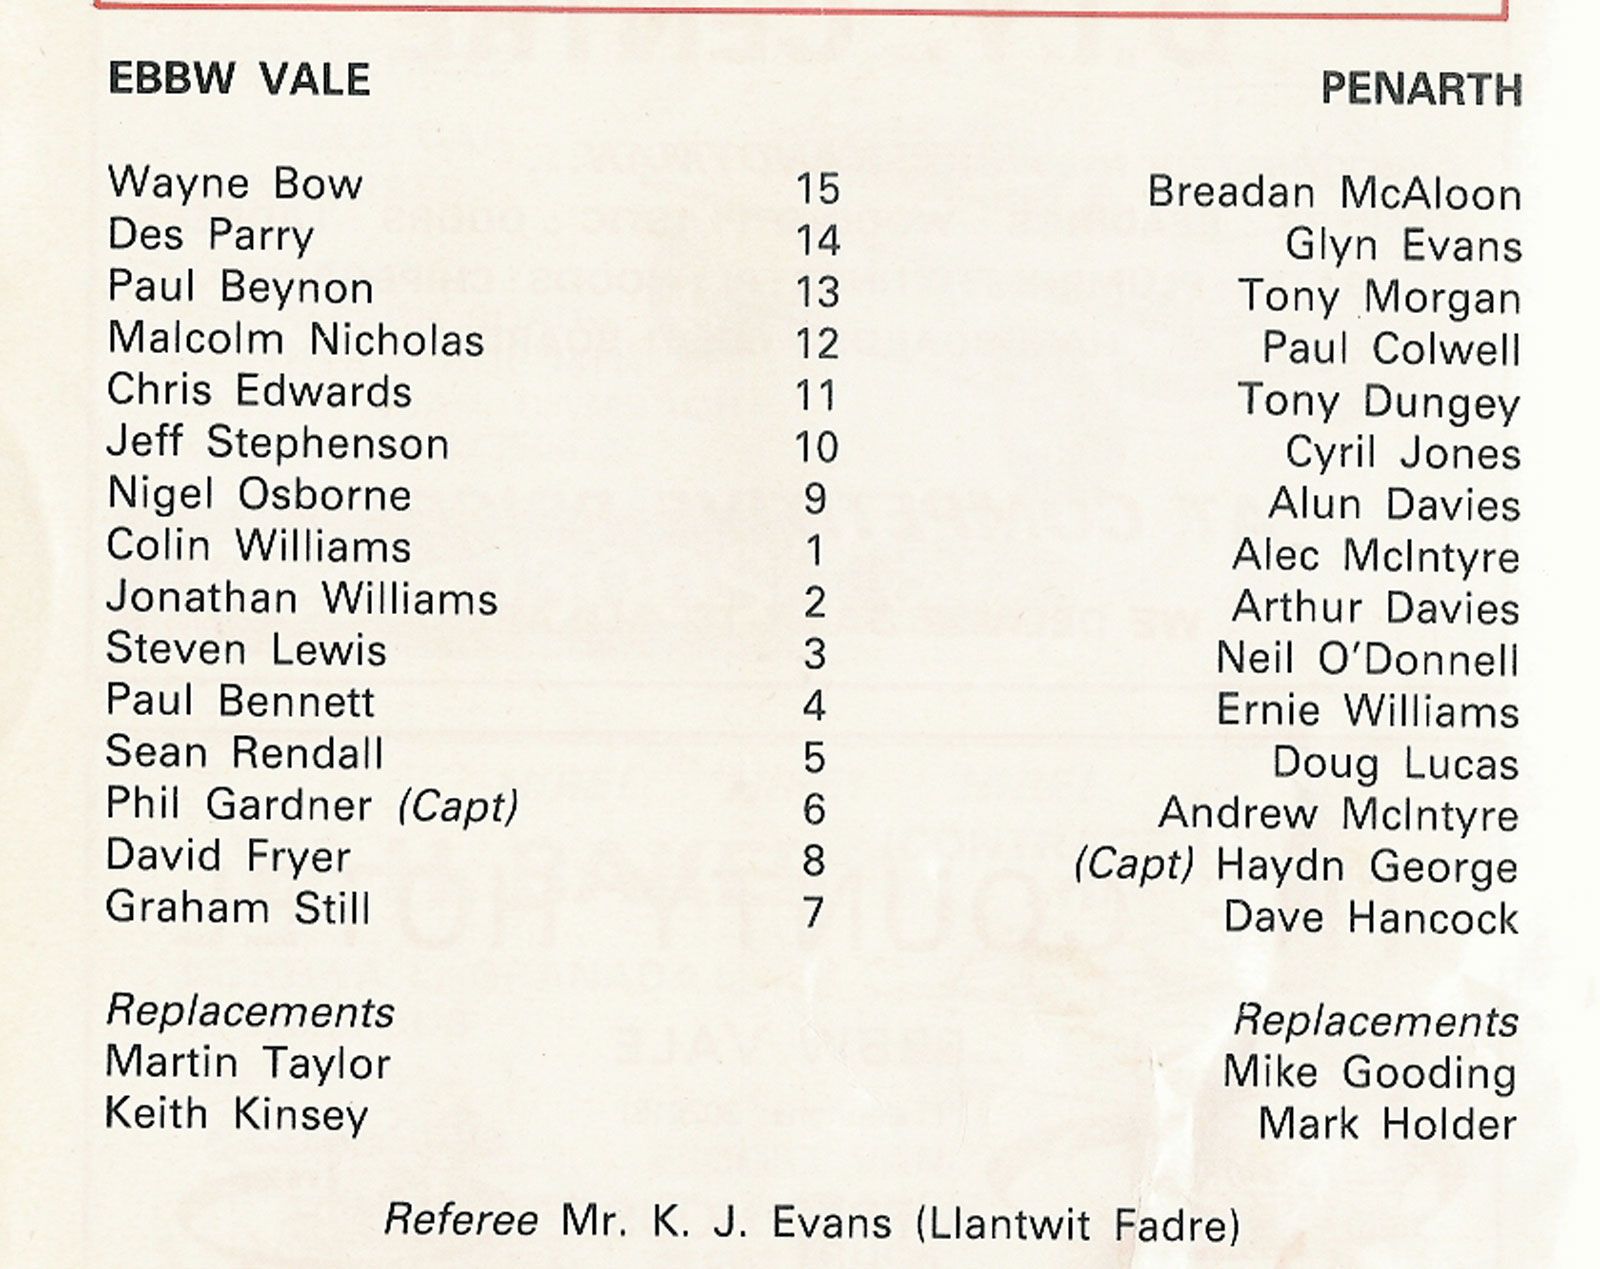 EBBW VALE PENARTH
Wayne Bow 15 Breadan McAloon
Des Parry 14 Glyn Evans
Paul Beynon 13 Tony Morgan
Malcolm Nicholas 12 Paul Colwell
Chris Edwards 11 Tony Dungey
Jeff Stephenson 10 Cyril Jones
Nigel Osborne 9 Alun Davies
Colin Williams 1 Alec McIntyre
Jonathan Williams 2 Arthur Davies
Steven Lewis 3 Neil O'Donnell
Paul Bennett 4 Ernie Williams
Sean Rendall 5 Doug Lucas
Phil Gardner (Capt) 6 Andrew McIntyre
David Fryer 8 (Capt) Haydn George
Graham Still 7 Dave Hancock
Replacements Replacements
Martin Taylor Mike Gooding
Keith Kinsey Mark Holder
Referee Mr. K. J. Evans (Llantwit Fadre)